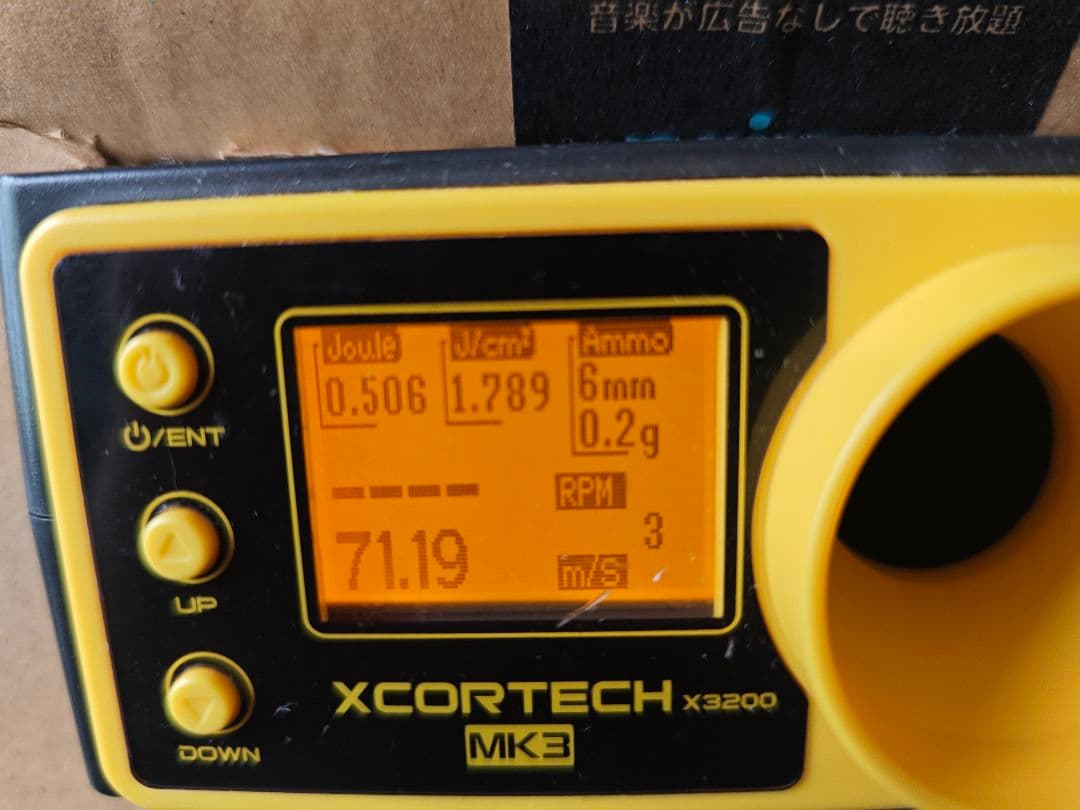 音楽が広告なしで聴き放題
Joule J/cm² Ammo
0.506 1.789 6mm
0.2g
---- RPM
3
71.19 m/S
⏻/ENT
UP
DOWN
XCORTECH X3200
MK3